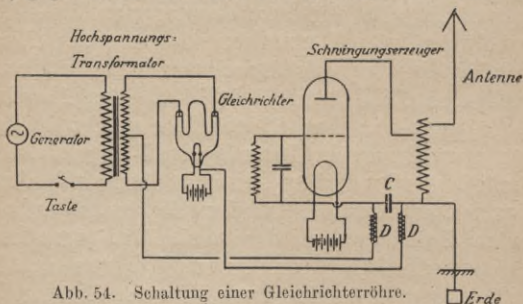 Hochspannungs=
Transformator
Generator
Taste
Gleichrichter
Schwingungserzeuger
Antenne
C
D
D
Erde
Abb. 54. Schaltung einer Gleichrichterröhre.